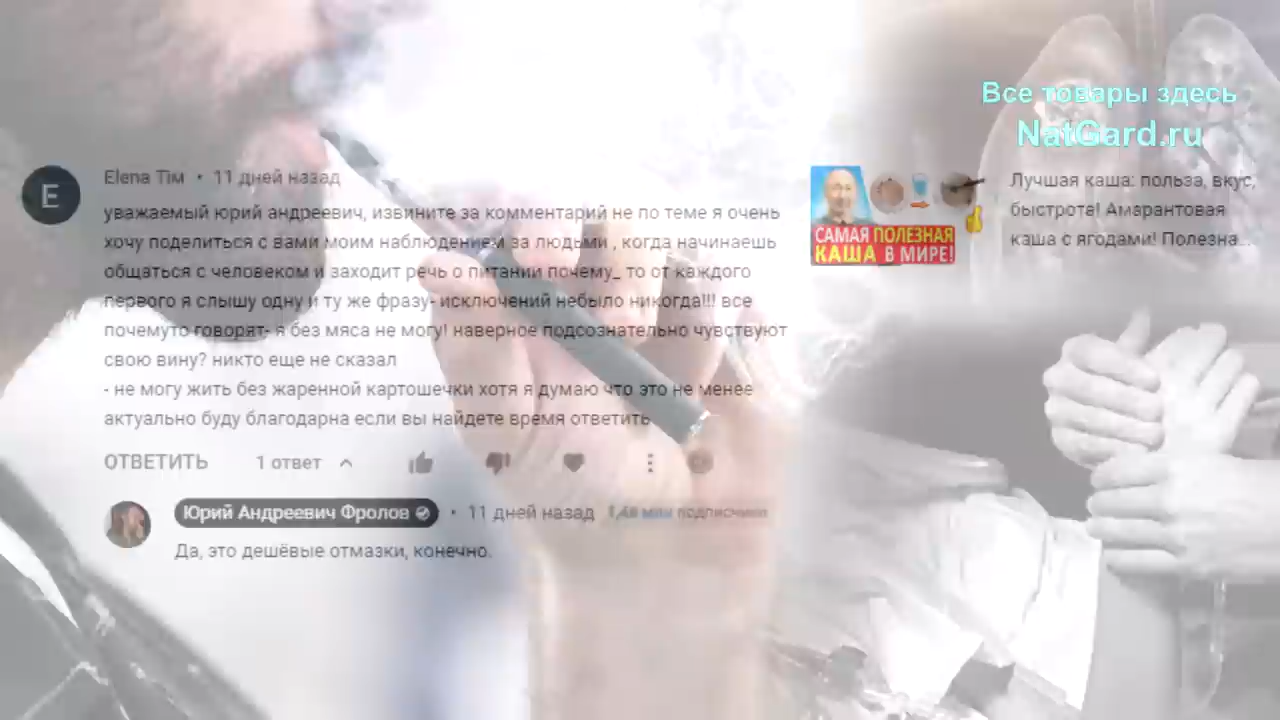 Все товары здесь
NatGard.ru
E
Elena Tім • 11 дней назад
уважаемый юрий андреевич, извините за комментарий не по теме я очень
хочу поделиться с вами моим наблюдением за людьми , когда начинаешь
общаться с человеком и заходит речь о питании почему_ то от каждого
первого я слышу одну и ту же фразу- исключений небыло никогда!!! все
почемуто говорят- я без мяса не могу! наверное подсознательно чувствуют
свою вину? никто еще не сказал
- не могу жить без жаренной картошечки хотя я думаю что это не менее
актуально буду благодарна если вы найдете время ответить
ОТВЕТИТЬ 1 ответ
Юрий Андреевич Фролов • 11 дней назад
Да, это дешёвые отмазки, конечно.
САМАЯ ПОЛЕЗНАЯ
КАША В МИРЕ!
Лучшая каша: польза, вкус,
быстрота! Амарантовая
каша с ягодами! Полезна...